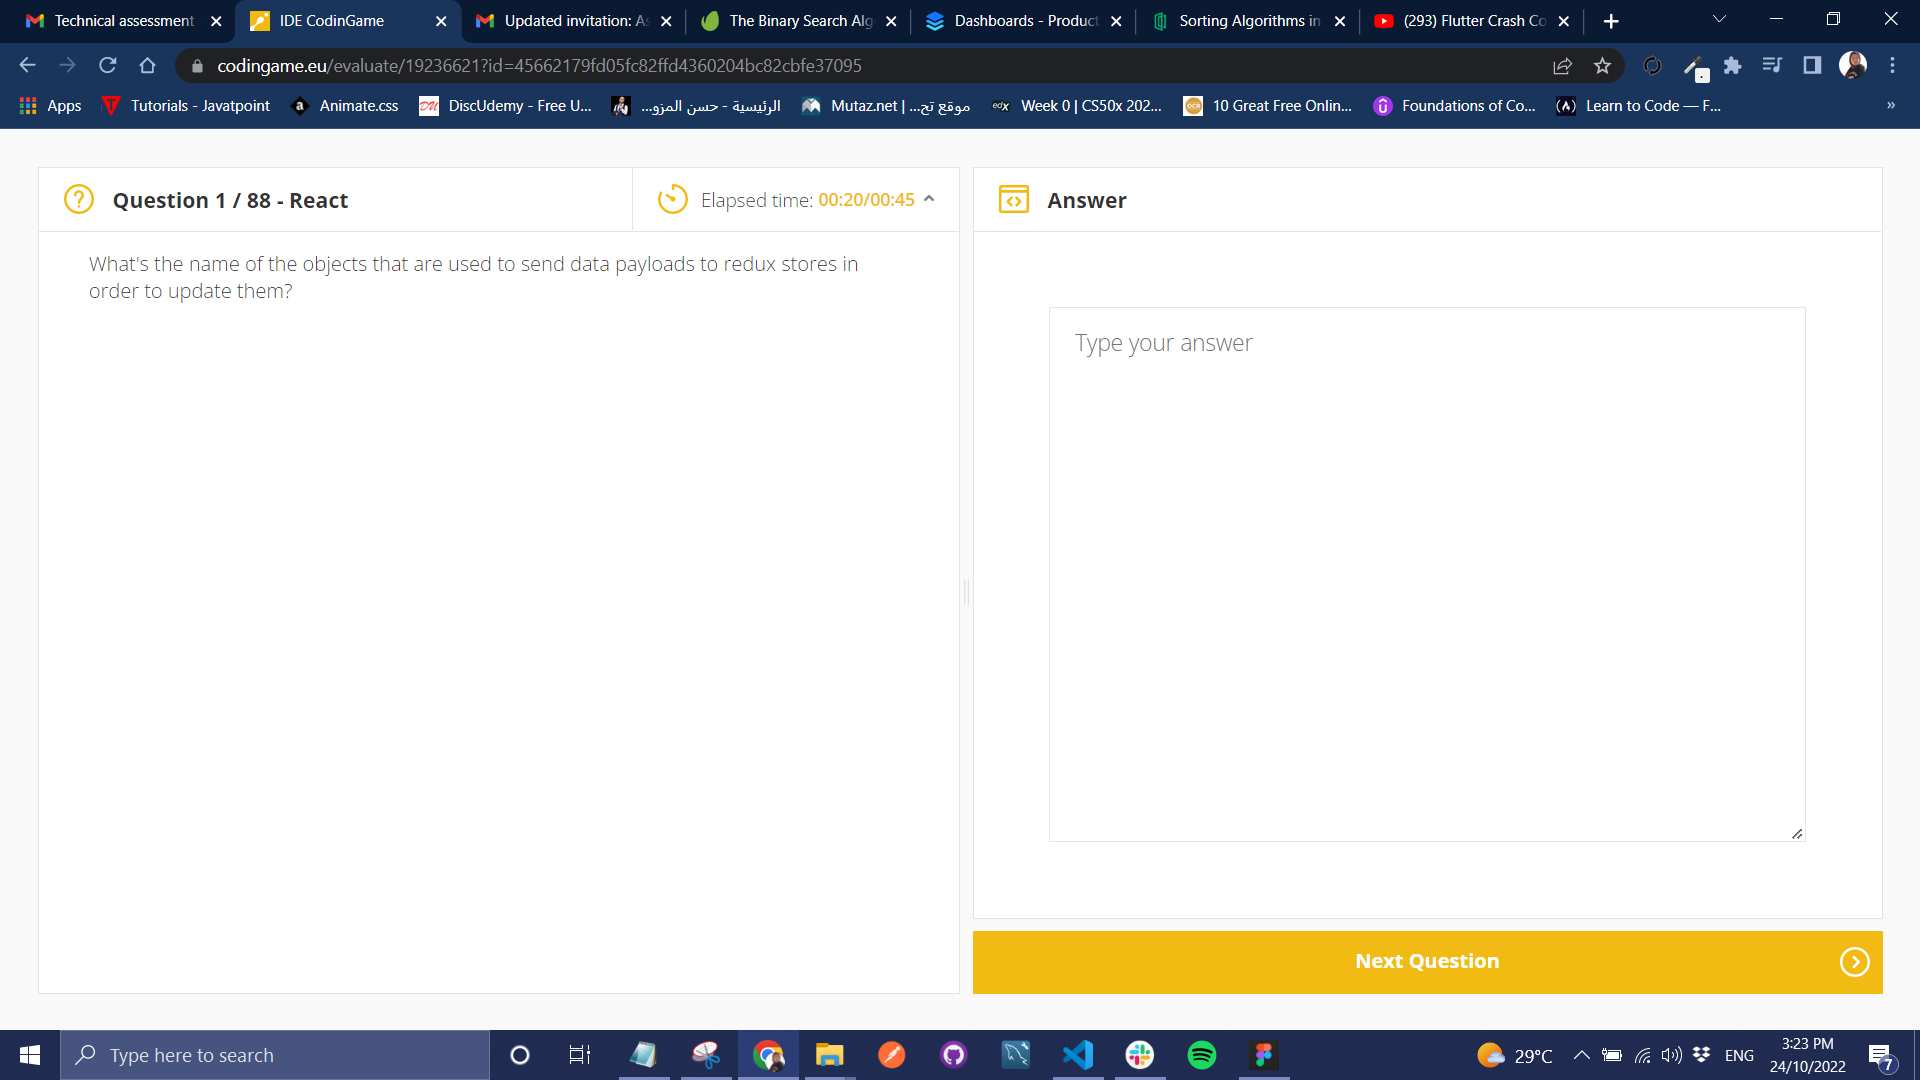 Technical assessment
IDE CodinGame
Updated invitation: As
The Binary Search Alg
Dashboards - Product
Sorting Algorithms in
(293) Flutter Crash Co
codingame.eu/evaluate/19236621?id=45662179fd05fc82ffd4360204bc82cbfe37095
Apps
Tutorials - Javatpoint
Animate.css
DiscUdemy - Free U...
الرئيسية - حسن المزو...
Mutaz.net | موقع تح...
Week 0 | CS50x 202...
10 Great Free Onlin...
Foundations of Co...
Learn to Code — F...
»
Question 1 / 88 - React
Elapsed time: 00:20/00:45
What's the name of the objects that are used to send data payloads to redux stores in
order to update them?
Answer
Type your answer
Next Question
Type here to search
29°C
ENG
3:23 PM
24/10/2022
7